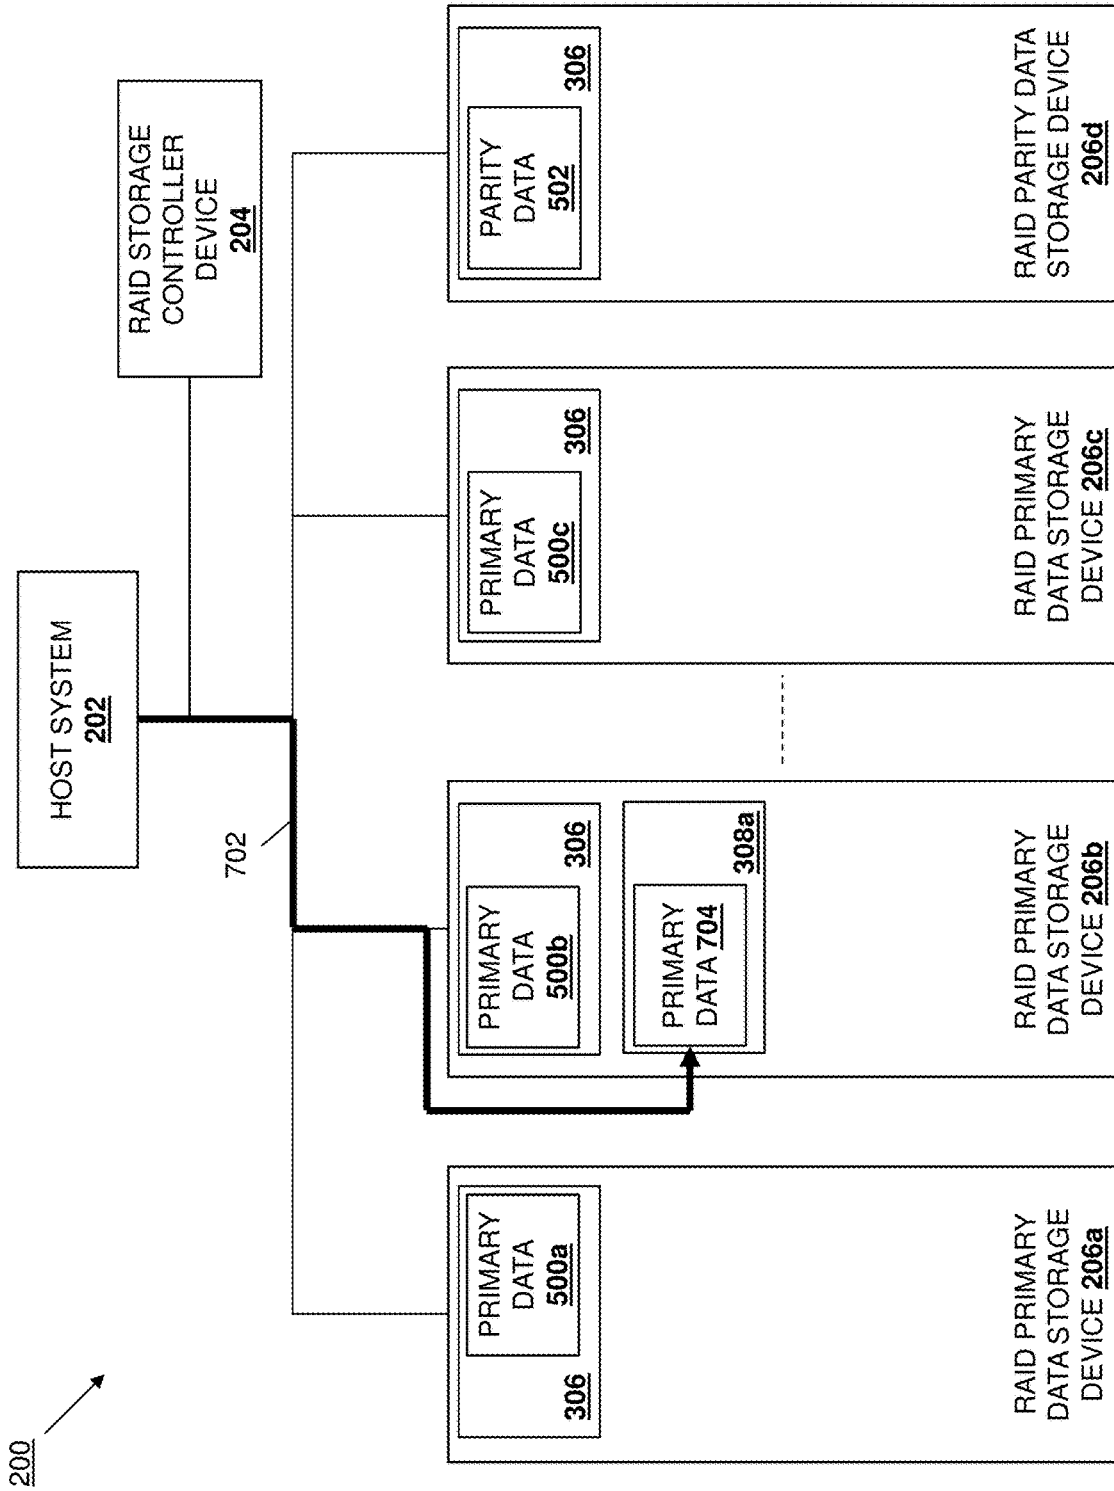 200
HOST SYSTEM
202
RAID STORAGE
CONTROLLER
DEVICE
204
702
306
PRIMARY
DATA
500a
RAID PRIMARY
DATA STORAGE
DEVICE 206a
PRIMARY
DATA
500b
306
PRIMARY
DATA 704
308a
RAID PRIMARY
DATA STORAGE
DEVICE 206b
PRIMARY
DATA
500c
306
RAID PRIMARY
DATA STORAGE
DEVICE 206c
PARITY
DATA
502
306
RAID PARITY DATA
STORAGE DEVICE
206d